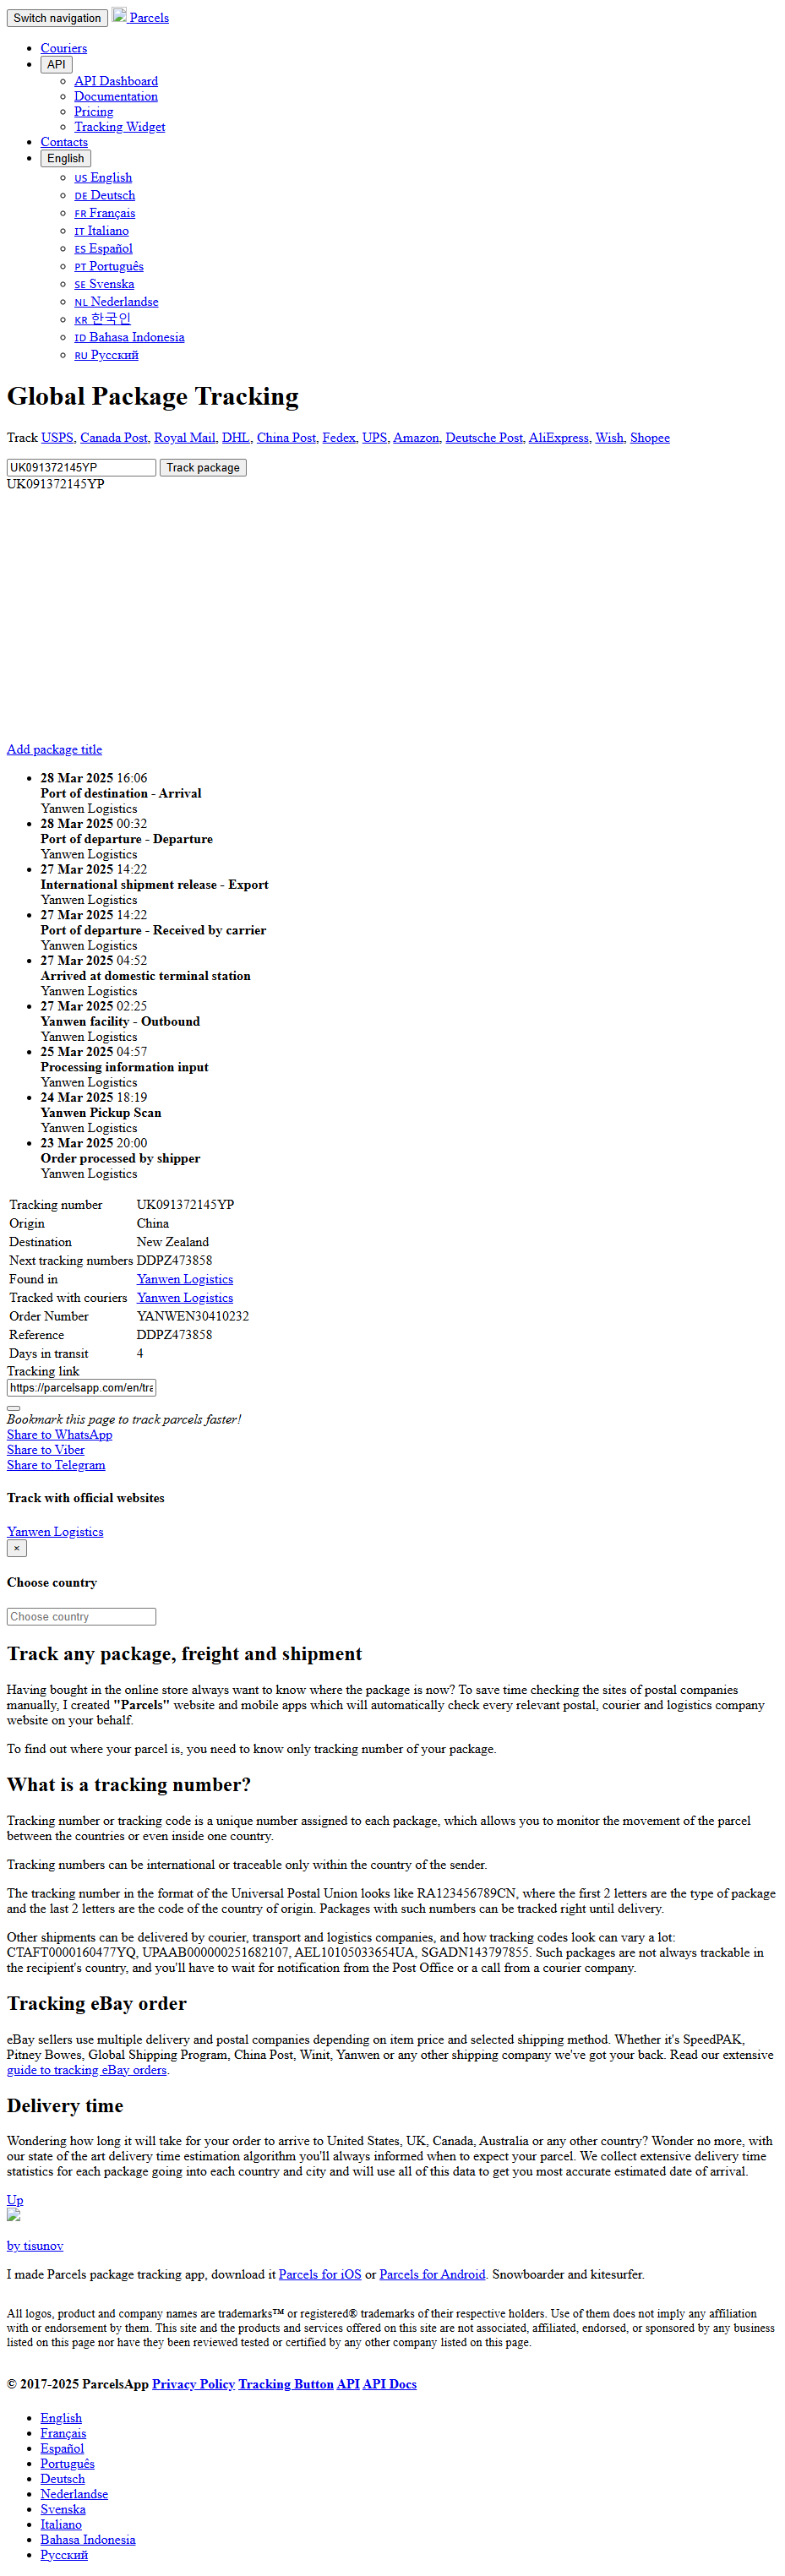 Switch navigation Parcels
Couriers
API
API Dashboard
Documentation
Pricing
Tracking Widget
Contacts
English
US English
DE Deutsch
FR Français
IT Italiano
ES Español
PT Português
SE Svenska
NL Nederlandse
KR 한국인
ID Bahasa Indonesia
RU Русский
Global Package Tracking
Track USPS, Canada Post, Royal Mail, DHL, China Post, Fedex, UPS, Amazon, Deutsche Post, AliExpress, Wish, Shopee
UK091372145YP Track package
UK091372145YP
Add package title
28 Mar 2025 16:06
Port of destination - Arrival
Yanwen Logistics
28 Mar 2025 00:32
Port of departure - Departure
Yanwen Logistics
27 Mar 2025 14:22
International shipment release - Export
Yanwen Logistics
27 Mar 2025 14:22
Port of departure - Received by carrier
Yanwen Logistics
27 Mar 2025 04:52
Arrived at domestic terminal station
Yanwen Logistics
27 Mar 2025 02:25
Yanwen facility - Outbound
Yanwen Logistics
25 Mar 2025 04:57
Processing information input
Yanwen Logistics
24 Mar 2025 18:19
Yanwen Pickup Scan
Yanwen Logistics
23 Mar 2025 20:00
Order processed by shipper
Yanwen Logistics
Tracking number UK091372145YP
Origin China
Destination New Zealand
Next tracking numbers DDPZ473858
Found in Yanwen Logistics
Tracked with couriers Yanwen Logistics
Order Number YANWEN30410232
Reference DDPZ473858
Days in transit 4
Tracking link
https://parcelsapp.com/en/tra
Bookmark this page to track parcels faster!
Share to WhatsApp
Share to Viber
Share to Telegram
Track with official websites
Yanwen Logistics
×
Choose country
Choose country
Track any package, freight and shipment
Having bought in the online store always want to know where the package is now? To save time checking the sites of postal companies
manually, I created "Parcels" website and mobile apps which will automatically check every relevant postal, courier and logistics company
website on your behalf.
To find out where your parcel is, you need to know only tracking number of your package.
What is a tracking number?
Tracking number or tracking code is a unique number assigned to each package, which allows you to monitor the movement of the parcel
between the countries or even inside one country.
Tracking numbers can be international or traceable only within the country of the sender.
The tracking number in the format of the Universal Postal Union looks like RA123456789CN, where the first 2 letters are the type of package
and the last 2 letters are the code of the country of origin. Packages with such numbers can be tracked right until delivery.
Other shipments can be delivered by courier, transport and logistics companies, and how tracking codes look can vary a lot:
CTAFT0000160477YQ, UPAAB000000251682107, AEL10105033654UA, SGADN143797855. Such packages are not always trackable in
the recipient's country, and you'll have to wait for notification from the Post Office or a call from a courier company.
Tracking eBay order
eBay sellers use multiple delivery and postal companies depending on item price and selected shipping method. Whether it's SpeedPAK,
Pitney Bowes, Global Shipping Program, China Post, Winit, Yanwen or any other shipping company we've got your back. Read our extensive
guide to tracking eBay orders.
Delivery time
Wondering how long it will take for your order to arrive to United States, UK, Canada, Australia or any other country? Wonder no more, with
our state of the art delivery time estimation algorithm you'll always informed when to expect your parcel. We collect extensive delivery time
statistics for each package going into each country and city and will use all of this data to get you most accurate estimated date of arrival.
Up
by tisunov
I made Parcels package tracking app, download it Parcels for iOS or Parcels for Android. Snowboarder and kitesurfer.
All logos, product and company names are trademarks™ or registered® trademarks of their respective holders. Use of them does not imply any affiliation
with or endorsement by them. This site and the products and services offered on this site are not associated, affiliated, endorsed, or sponsored by any business
listed on this page nor have they been reviewed tested or certified by any other company listed on this page.
© 2017-2025 ParcelsApp Privacy Policy Tracking Button API API Docs
English
Français
Español
Português
Deutsch
Nederlandse
Svenska
Italiano
Bahasa Indonesia
Русский